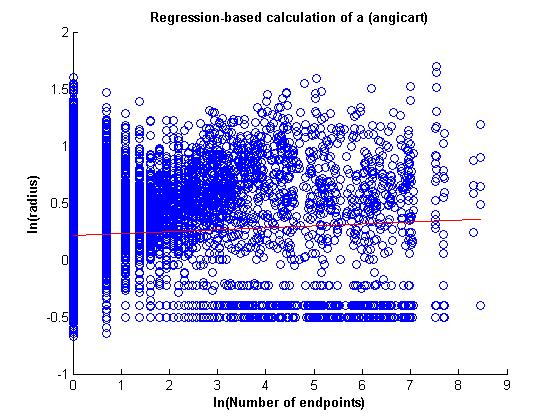 Regression-based calculation of a (angicart)
2
1.5
1
0.5
0
-0.5
-1
ln(radius)
0 1 2 3 4 5 6 7 8 9
ln(Number of endpoints)